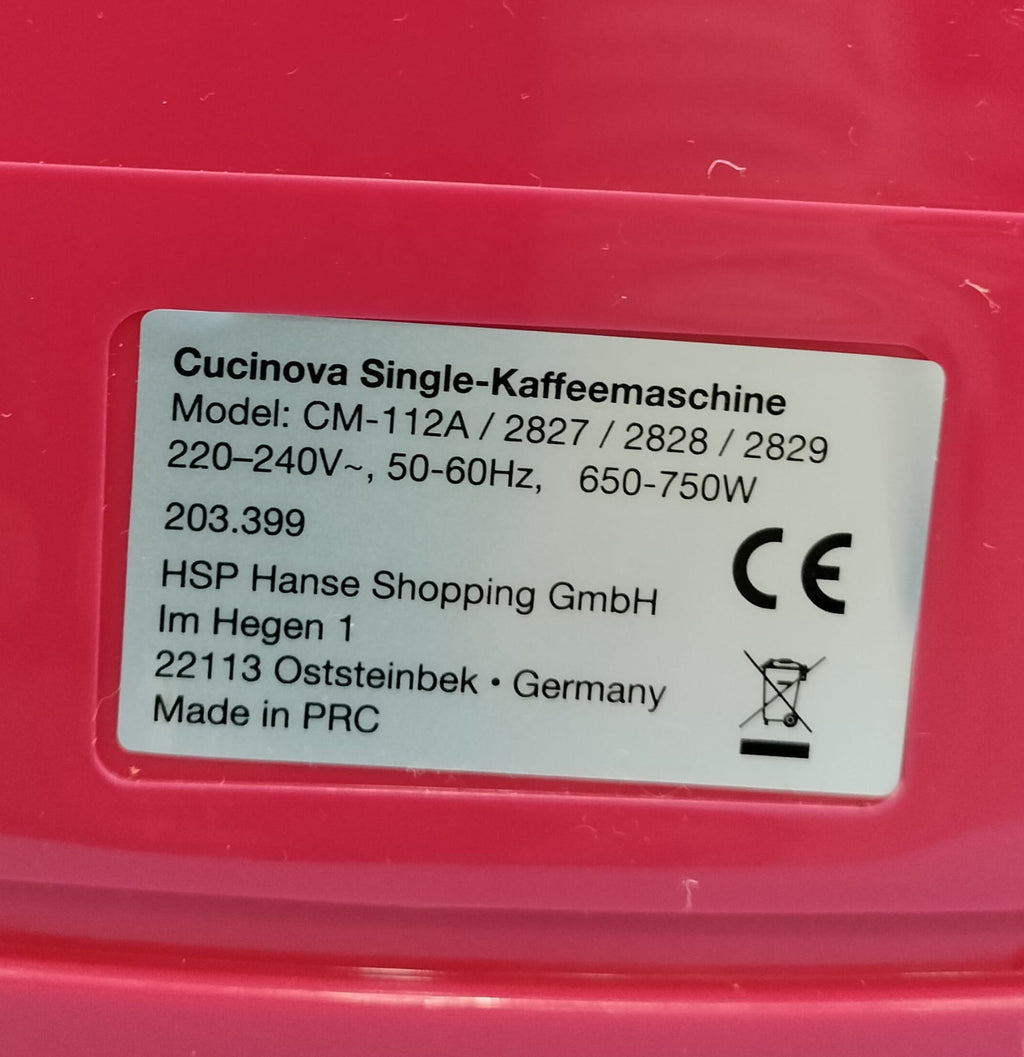 Cucinova Single-Kaffeemaschine
Model: CM-112A / 2827 / 2828 / 2829
220–240V~, 50-60Hz, 650-750W
203.399
HSP Hanse Shopping GmbH
Im Hegen 1
22113 Oststeinbek • Germany
Made in PRC
CE